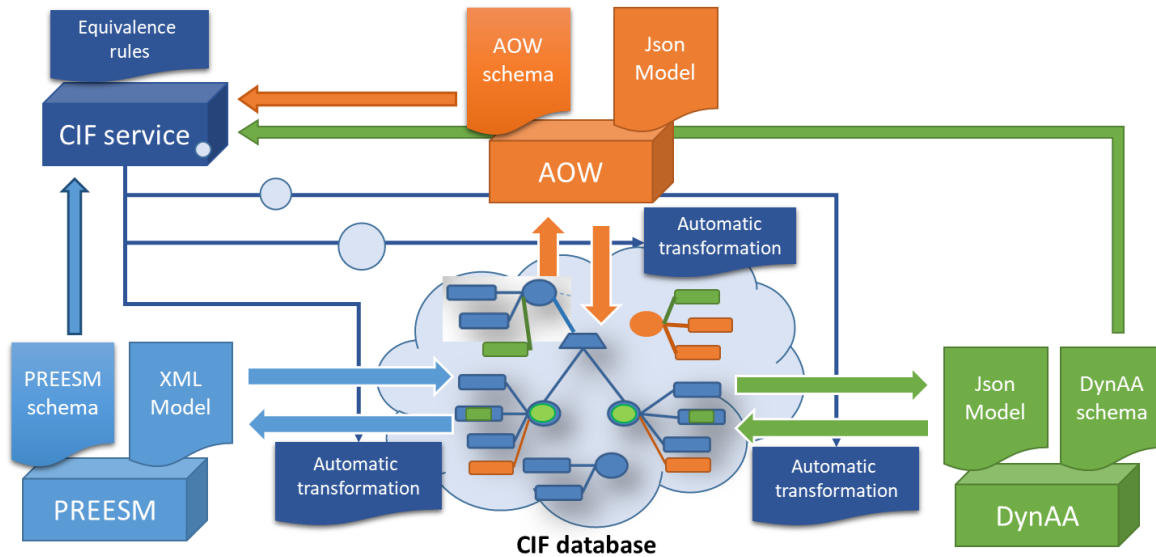 Equivalence
rules
CIF service
AOW
schema
Json
Model
AOW
Automatic
transformation
PREESM
schema
XML
Model
PREESM
Automatic
transformation
Automatic
transformation
Json
Model
DynAA
schema
DynAA
CIF database